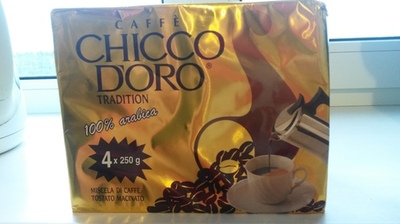 CAFFÈ
CHICCO
D'ORO®
TRADITION
100% arabica
4 x 250 g
MISCELA DI CAFFÈ
TOSTATO MACINATO